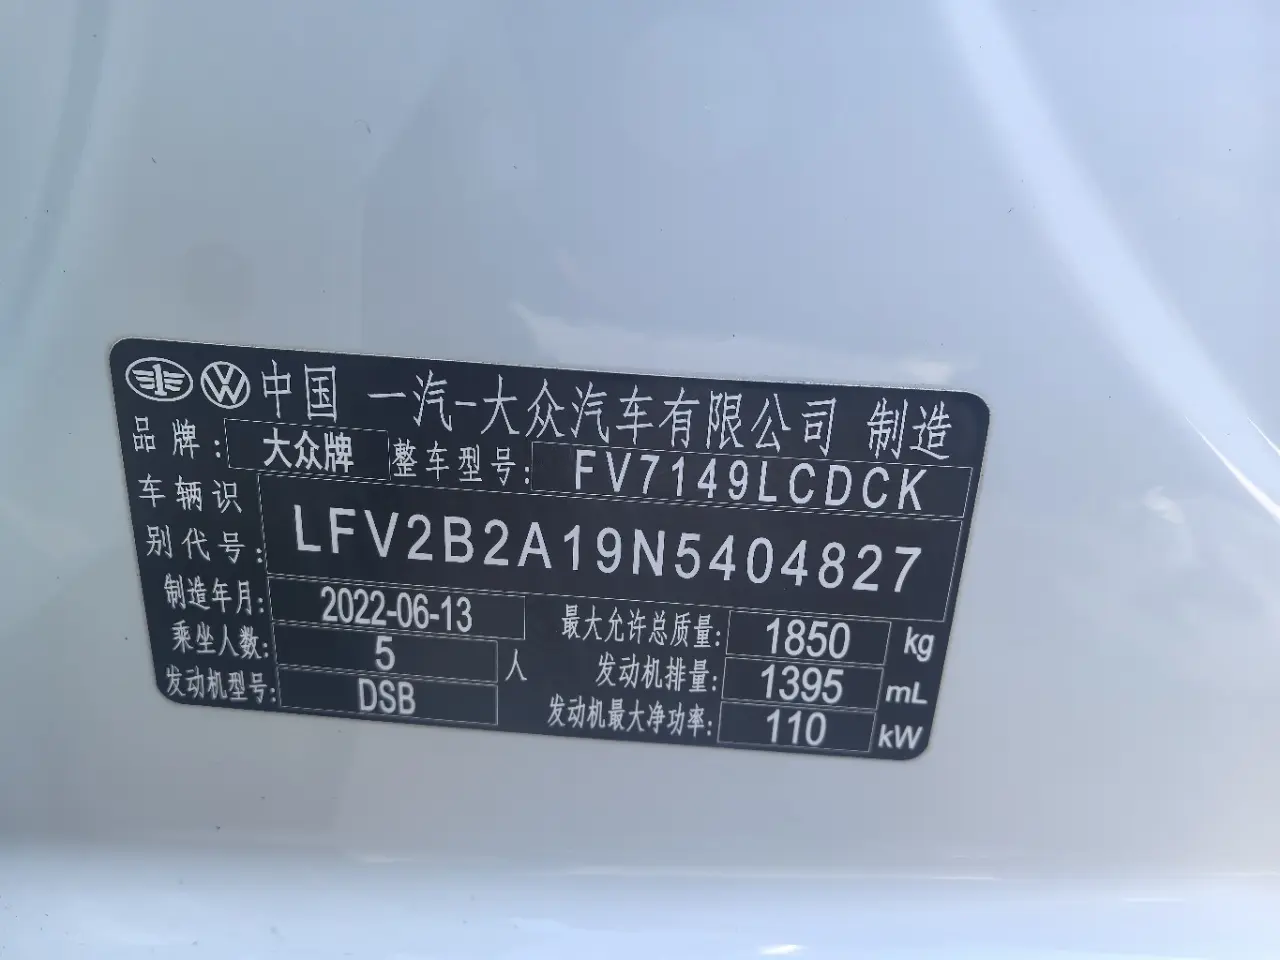 中国 一汽-大众汽车有限公司 制造
品牌: 大众牌 整车型号: FV7149LCDCK
车辆识别代号: LFV2B2A19N5404827
制造年月: 2022-06-13 最大允许总质量: 1850 kg
乘坐人数: 5 人 发动机排量: 1395 mL
发动机型号: DSB 发动机最大净功率: 110 kW